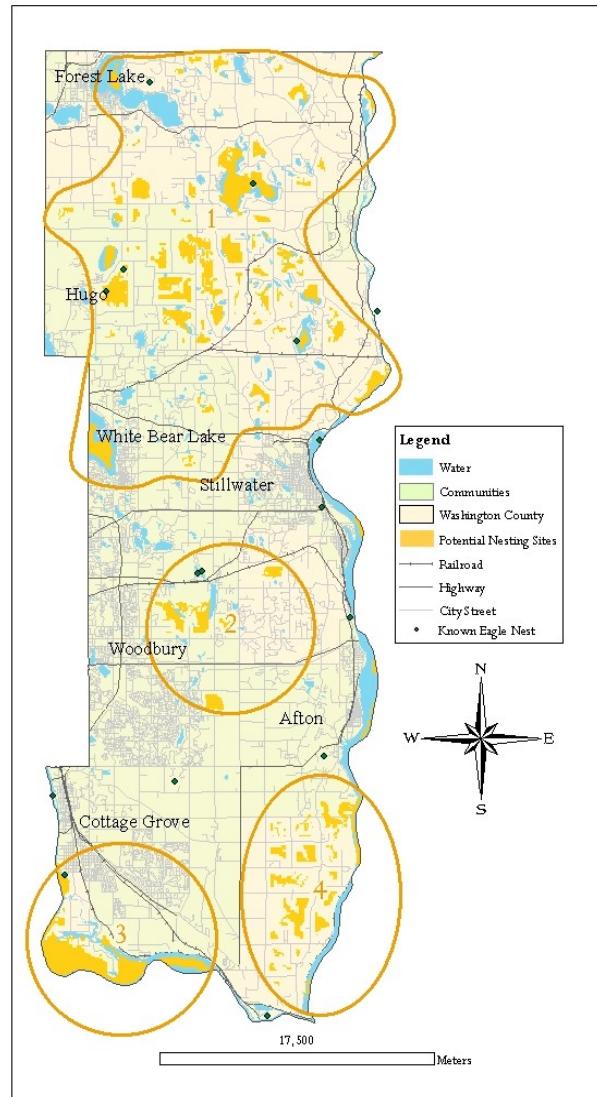 Forest Lake
1
Hugo
White Bear Lake
Stillwater
2
Woodbury
Afton
Cottage Grove
4
3
Legend
Water
Communities
Washington County
Potential Nesting Sites
Railroad
Highway
City Street
Known Eagle Nest
N
W
E
S
17,500
Meters